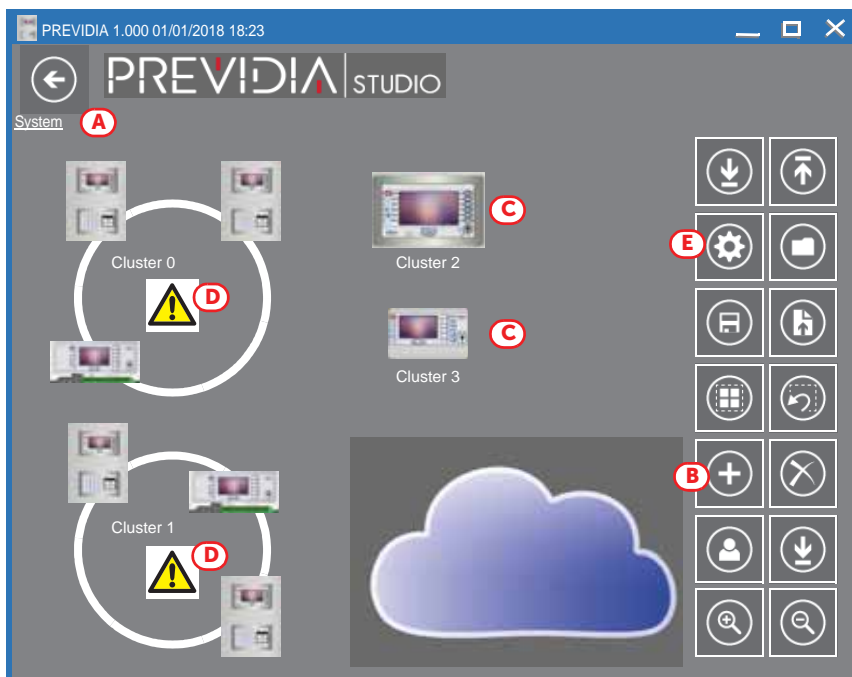 PREVIDIA 1.000 01/01/2018 18:23
PREVIDIA STUDIO
System A
Cluster 0
D
C
Cluster 2
C
Cluster 3
E
B
Cluster 1
D